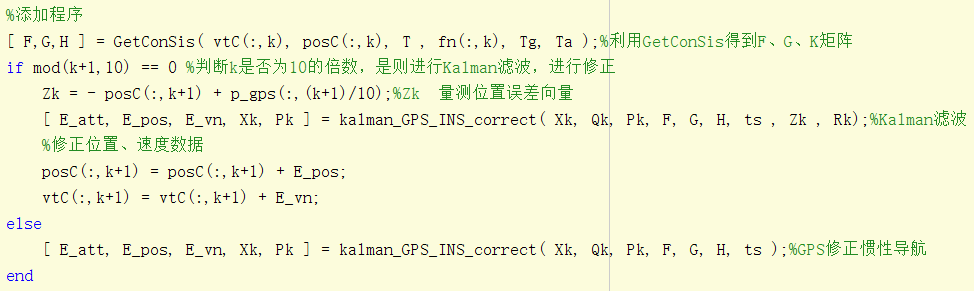 %添加程序
[ F,G,H ] = GetConSis( vtC(:,k), posC(:,k), T , fn(:,k), Tg, Ta );%利用GetConSis得到F、G、K矩阵
if mod(k+1,10) == 0 %判断k是否为10的倍数，是则进行Kalman滤波，进行修正
Zk = - posC(:,k+1) + p_gps(:,(k+1)/10);%Zk 量测位置误差向量
[ E_att, E_pos, E_vn, Xk, Pk ] = kalman_GPS_INS_correct( Xk, Qk, Pk, F, G, H, ts , Zk , Rk);%Kalman滤波
%修正位置、速度数据
posC(:,k+1) = posC(:,k+1) + E_pos;
vtC(:,k+1) = vtC(:,k+1) + E_vn;
else
[ E_att, E_pos, E_vn, Xk, Pk ] = kalman_GPS_INS_correct( Xk, Qk, Pk, F, G, H, ts );%GPS修正惯性导航
end